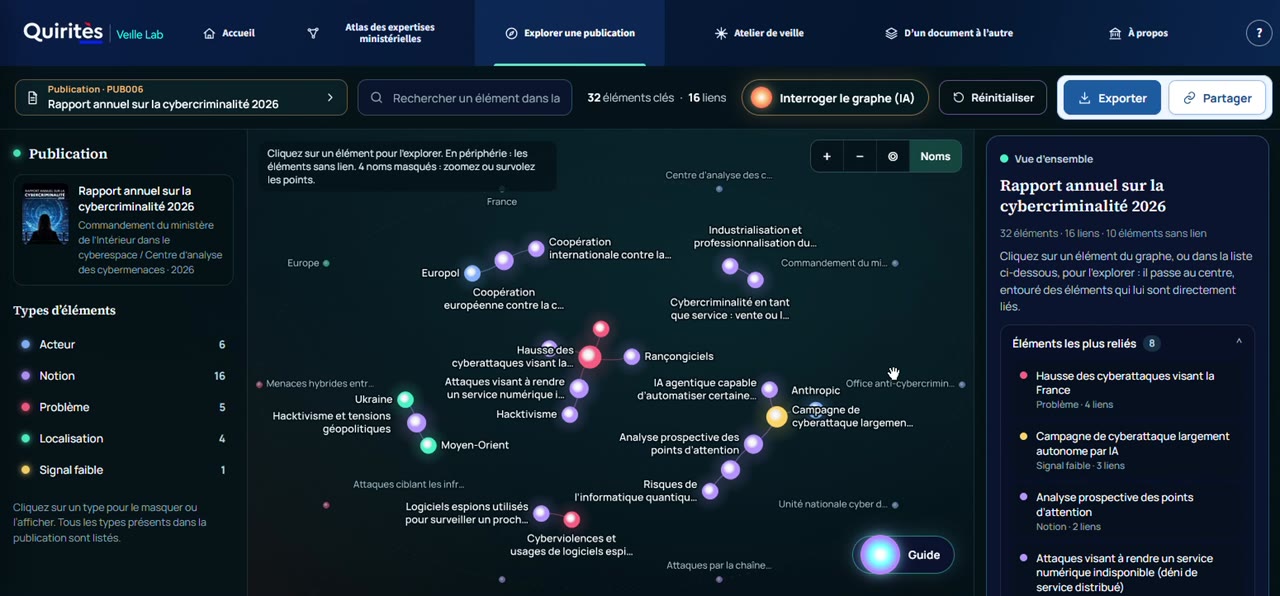 Quiritès
Veille Lab
Accueil
Atlas des expertises
ministérielles
Explorer une publication
Atelier de veille
D'un document à l'autre
À propos
?
Publication · PUB006
Rapport annuel sur la cybercriminalité 2026
Rechercher un élément dans la
32 éléments clés · 16 liens
Interroger le graphe (IA)
Réinitialiser
Exporter
Partager
Publication
Rapport annuel sur la
cybercriminalité 2026
Commandement du ministère
de l'Intérieur dans le
cyberespace / Centre d'analyse
des cybermenaces · 2026
Types d'éléments
Acteur 6
Notion 16
Problème 5
Localisation 4
Signal faible 1
Cliquez sur un type pour le masquer ou
l'afficher. Tous les types présents dans la
publication sont listés.
Cliquez sur un élément pour l'explorer. En périphérie : les
éléments sans lien. 4 noms masqués : zoomez ou survolez
les points.
+
−
Noms
Centre d'analyse des c...
France
Industrialisation et
professionnalisation du...
Coopération
internationale contre la...
Europe
Europol
Commandement du mi...
Coopération
européenne contre la c...
Cybercriminalité en tant
que service : vente ou l...
Hausse des
cyberattaques visant la...
Rançongiciels
Menaces hybrides entr...
Attaques visant à rendre
un service numérique i...
IA agentique capable
d'automatiser certaine...
Anthropic
Office anti-cybercrimin...
Ukraine
Hacktivisme et tensions
géopolitiques
Hacktivisme
Campagne de
cyberattaque largemen...
Moyen-Orient
Analyse prospective des
points d'attention
Attaques ciblant les infr...
Risques de
l'informatique quantiqu...
Logiciels espions utilisés
pour surveiller un proch...
Unité nationale cyber d...
Cyberviolences et
usages de logiciels espi...
Attaques par la chaîne...
Guide
Vue d'ensemble
Rapport annuel sur la
cybercriminalité 2026
32 éléments · 16 liens · 10 éléments sans lien
Cliquez sur un élément du graphe, ou dans la liste
ci-dessous, pour l'explorer : il passe au centre,
entouré des éléments qui lui sont directement
liés.
Éléments les plus reliés 8
Hausse des cyberattaques visant la
France
Problème · 4 liens
Campagne de cyberattaque largement
autonome par IA
Signal faible · 3 liens
Analyse prospective des points
d'attention
Notion · 2 liens
Attaques visant à rendre un service
numérique indisponible (déni de
service distribué)